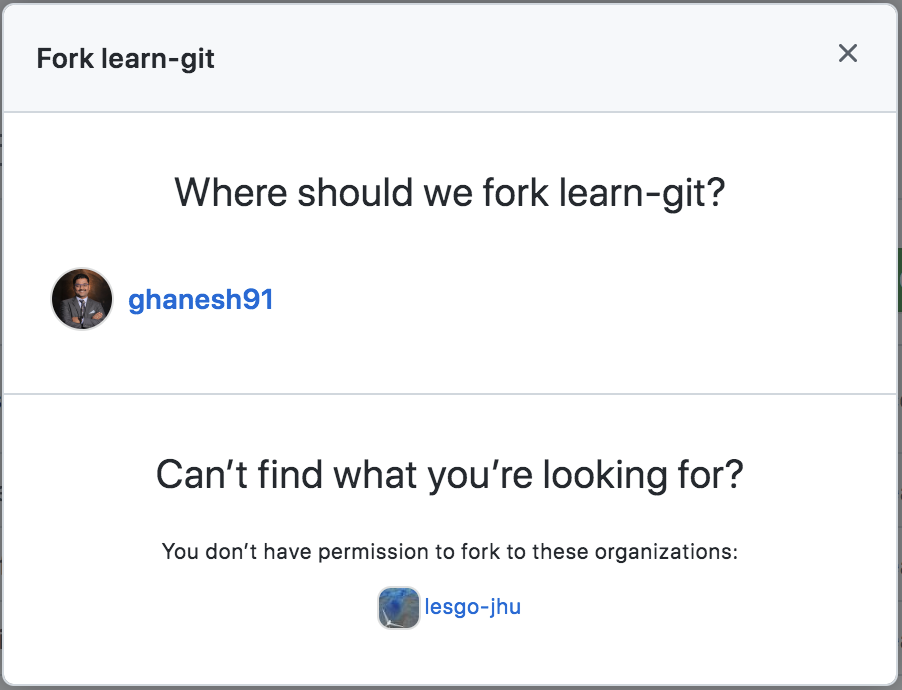 Fork learn-git
Where should we fork learn-git?
ghanesh91
Can’t find what you’re looking for?
You don’t have permission to fork to these organizations:
lesgo-jhu